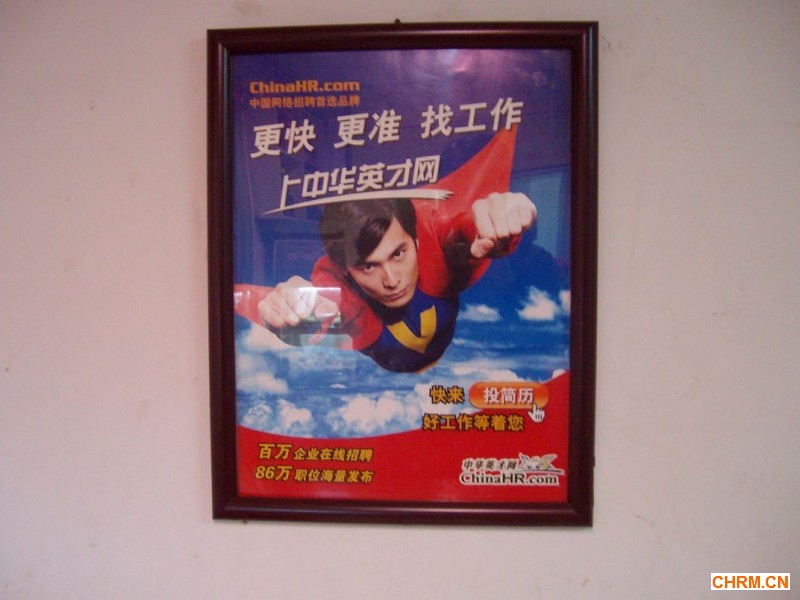 ChinaHR.com
中国网络招聘首选品牌
更快 更准 找工作
上中华英才网
V
快来 投简历
好工作等着您
百万企业在线招聘
86万职位海量发布
中华英才网
ChinaHR.com
CHRM.CN